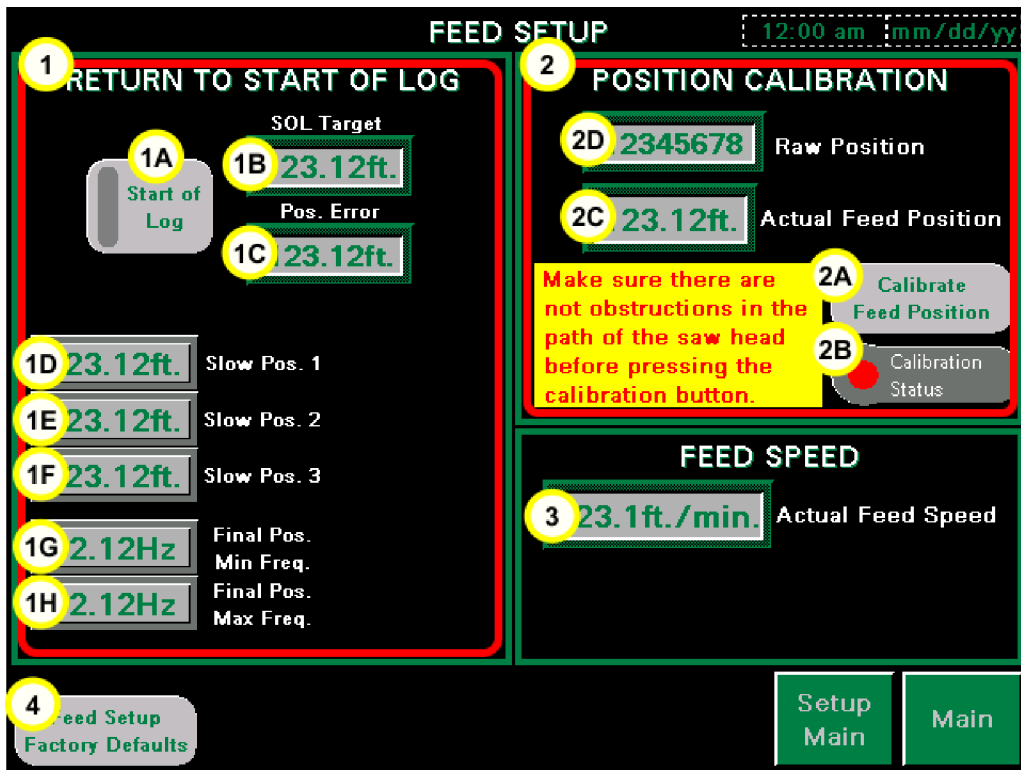 FEED SETUP
12:00 am mm/dd/yy
1
RETURN TO START OF LOG
1A
Start of
Log
SOL Target
1B 23.12ft.
Pos. Error
1C 123.12ft.
1D 23.12ft. Slow Pos. 1
1E 23.12ft. Slow Pos. 2
1F 23.12ft. Slow Pos. 3
1G 2.12Hz Final Pos.
Min Freq.
1H 2.12Hz Final Pos.
Max Freq.
2
POSITION CALIBRATION
2D 2345678 Raw Position
2C 23.12ft. Actual Feed Position
Make sure there are
not obstructions in the
path of the saw head
before pressing the
calibration button.
2A Calibrate
Feed Position
2B Calibration
Status
FEED SPEED
3 23.1ft./min. Actual Feed Speed
4
Feed Setup
Factory Defaults
Setup
Main
Main